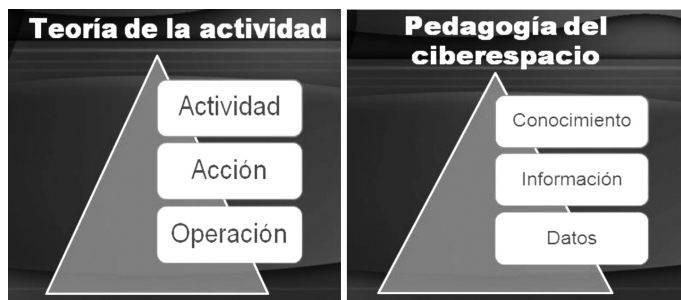 Teoría de la actividad
Actividad
Acción
Operación
Pedagogía del
ciberespacio
Conocimiento
Información
Datos